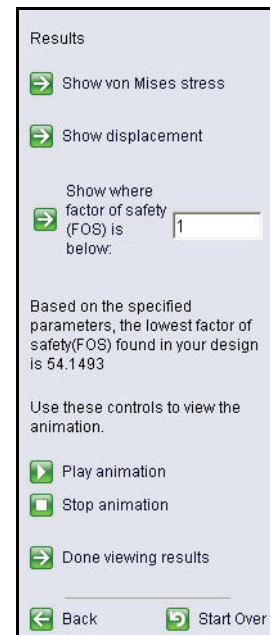 Results
Show von Mises stress
Show displacement
Show where
factor of safety
(FOS) is
below:
1
Based on the specified
parameters, the lowest factor of
safety(FOS) found in your design
is 54.1493
Use these controls to view the
animation.
Play animation
Stop animation
Done viewing results
Back
Start Over